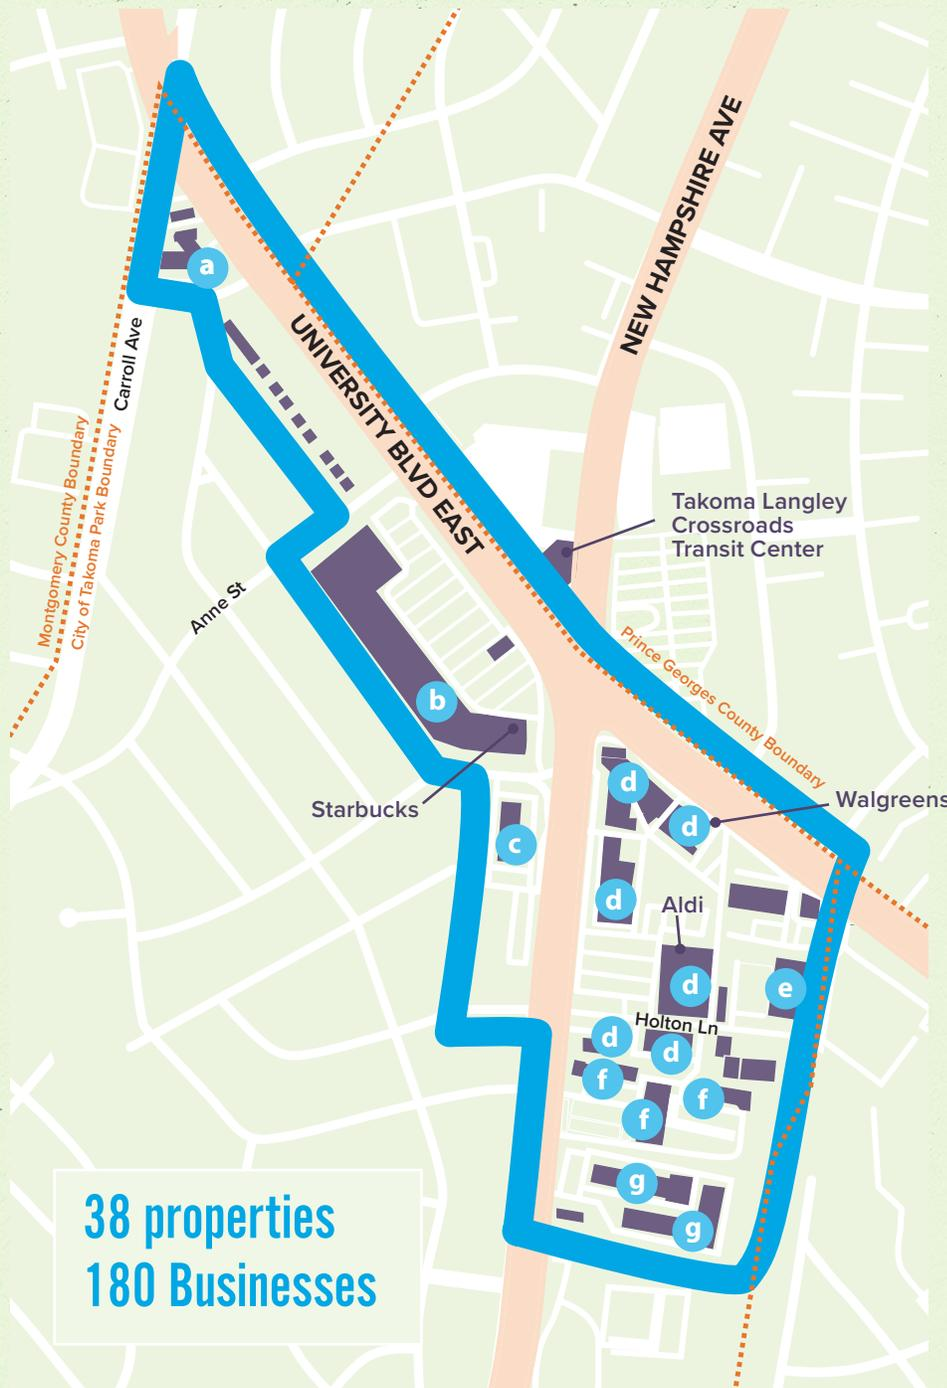 NEW HAMPSHIRE AVE
a
UNIVERSITY BLVD EAST
Carroll Ave
Montgomery County Boundary
City of Takoma Park Boundary
Takoma Langley
Crossroads
Transit Center
Anne St
Prince Georges County Boundary
b
Starbucks
d
d
Walgreens
c
d
Aldi
d
e
Holton Ln
d
d
f
f
f
g
g
38 properties
180 Businesses